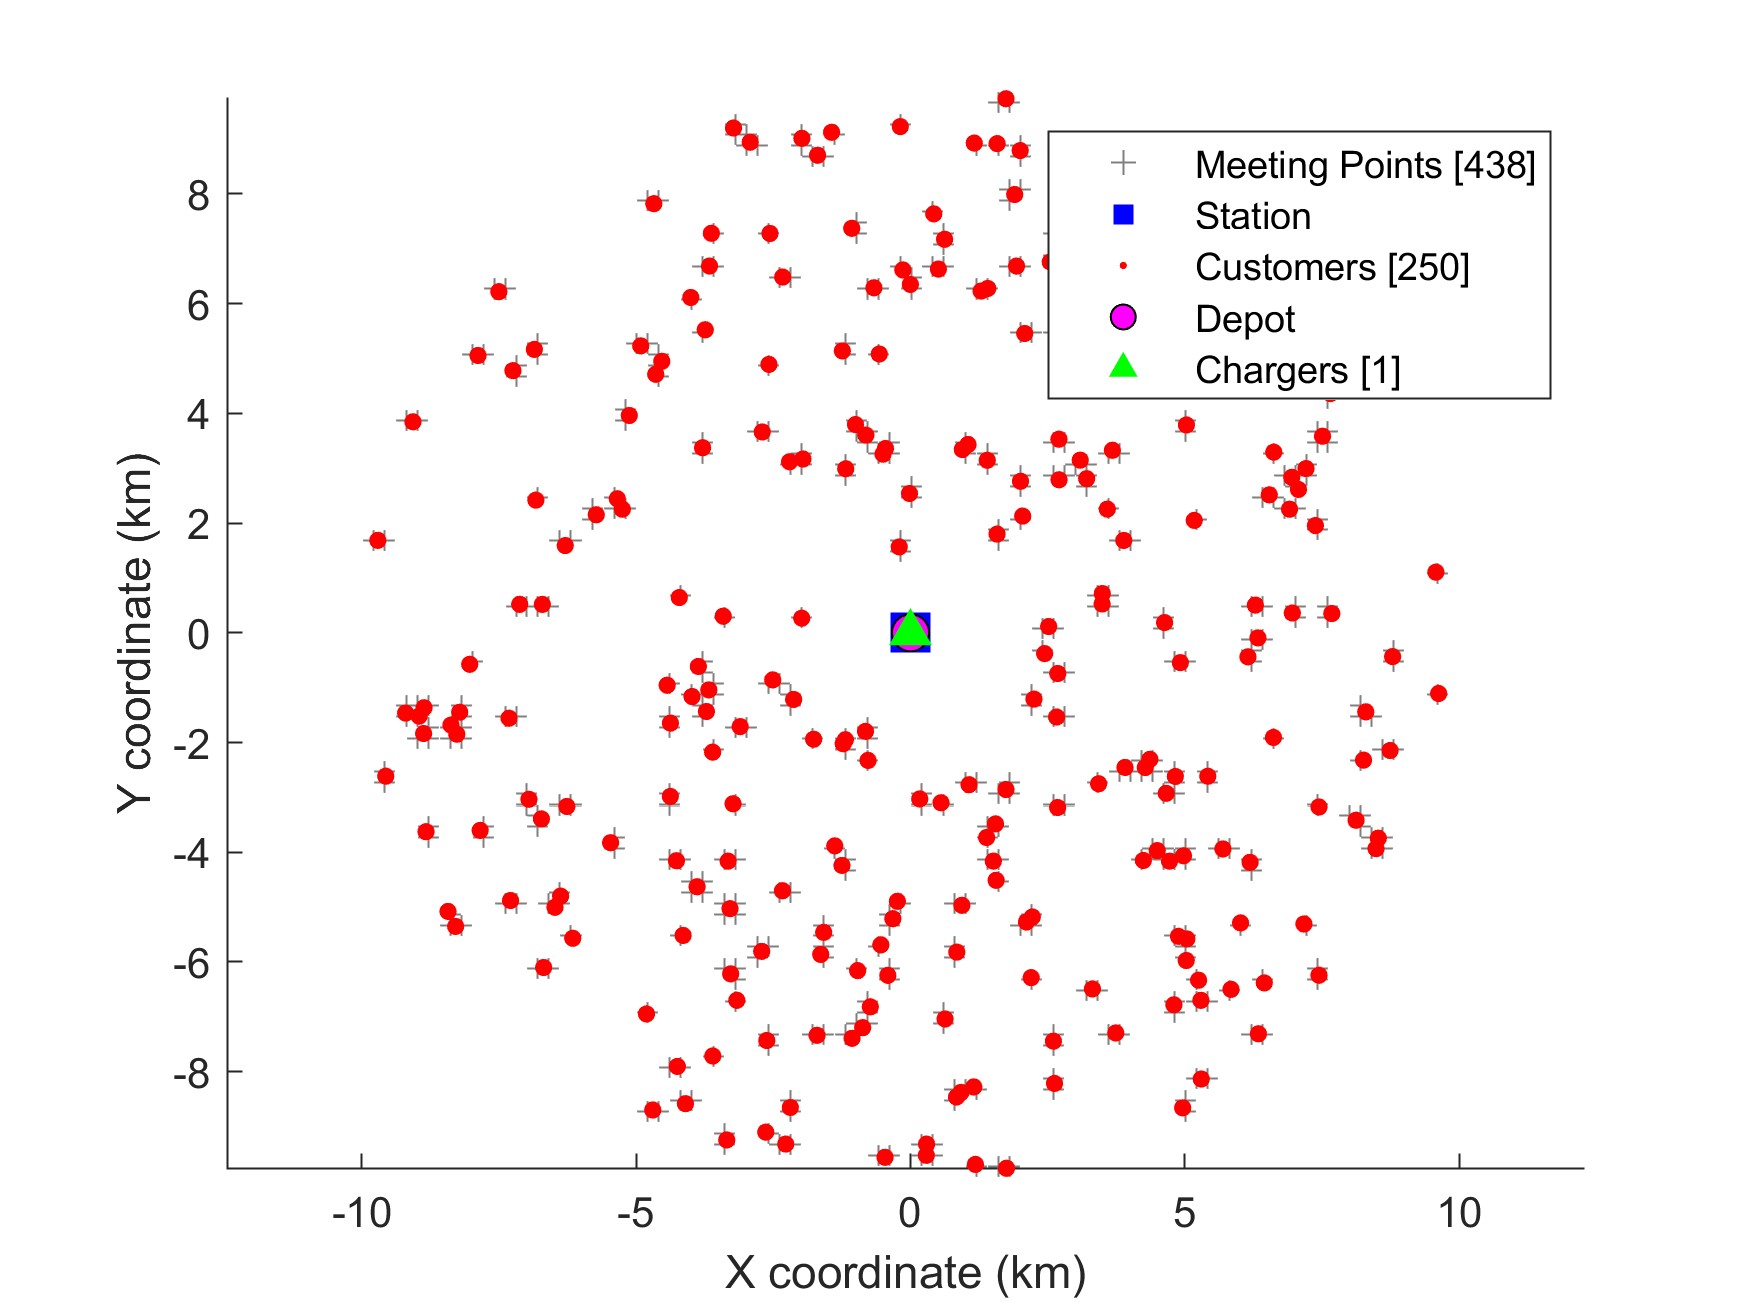 Meeting Points [438]
Station
Customers [250]
Depot
Chargers [1]
8
6
4
2
0
-2
-4
-6
-8
Y coordinate (km)
-10 -5 0 5 10
X coordinate (km)